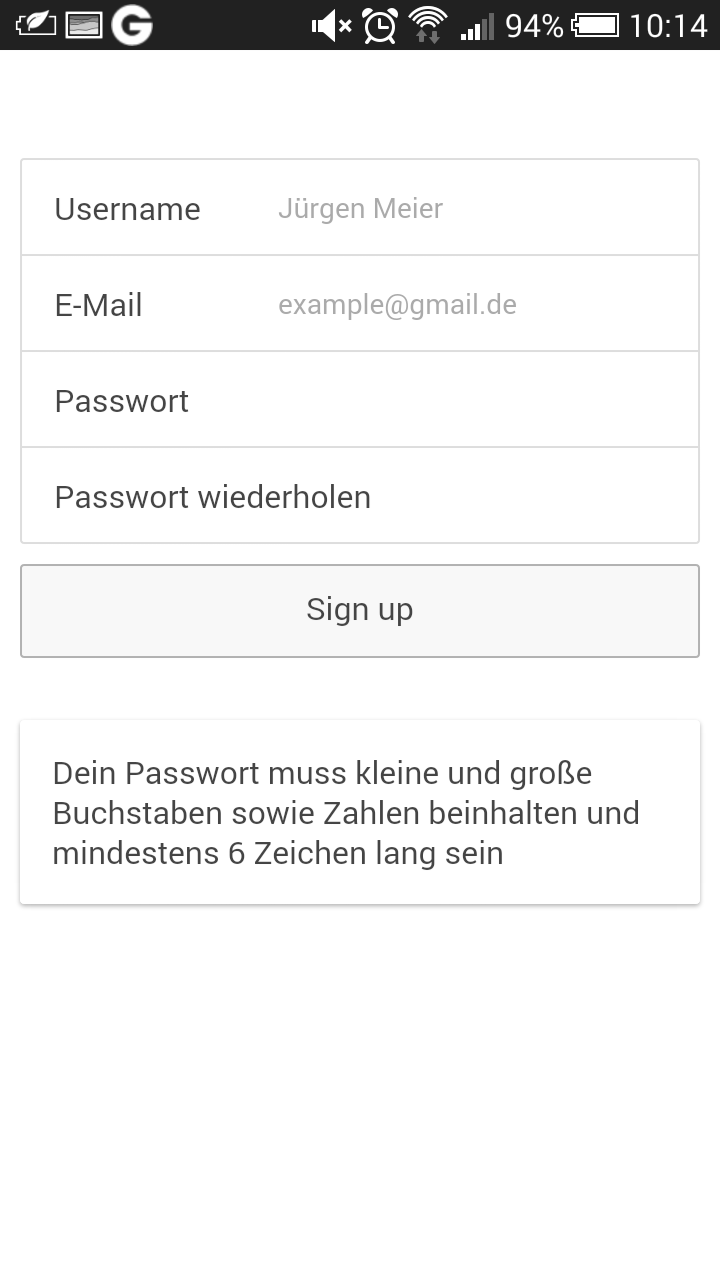 G 94% 10:14
Username Jürgen Meier
E-Mail example@gmail.de
Passwort
Passwort wiederholen
Sign up
Dein Passwort muss kleine und große
Buchstaben sowie Zahlen beinhalten und
mindestens 6 Zeichen lang sein